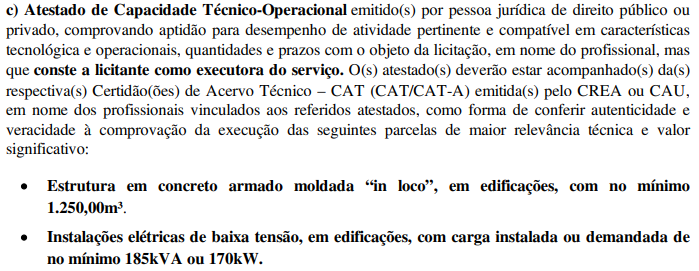 c) Atestado de Capacidade Técnico-Operacional emitido(s) por pessoa jurídica de direito público ou
privado, comprovando aptidão para desempenho de atividade pertinente e compatível em características
tecnológica e operacionais, quantidades e prazos com o objeto da licitação, em nome do profissional, mas
que conste a licitante como executora do serviço. O(s) atestado(s) deverão estar acompanhado(s) da(s)
respectiva(s) Certidão(ões) de Acervo Técnico – CAT (CAT/CAT-A) emitida(s) pelo CREA ou CAU,
em nome dos profissionais vinculados aos referidos atestados, como forma de conferir autenticidade e
veracidade à comprovação da execução das seguintes parcelas de maior relevância técnica e valor
significativo:
• Estrutura em concreto armado moldada “in loco”, em edificações, com no mínimo
1.250,00m³.
• Instalações elétricas de baixa tensão, em edificações, com carga instalada ou demandada de
no mínimo 185kVA ou 170kW.